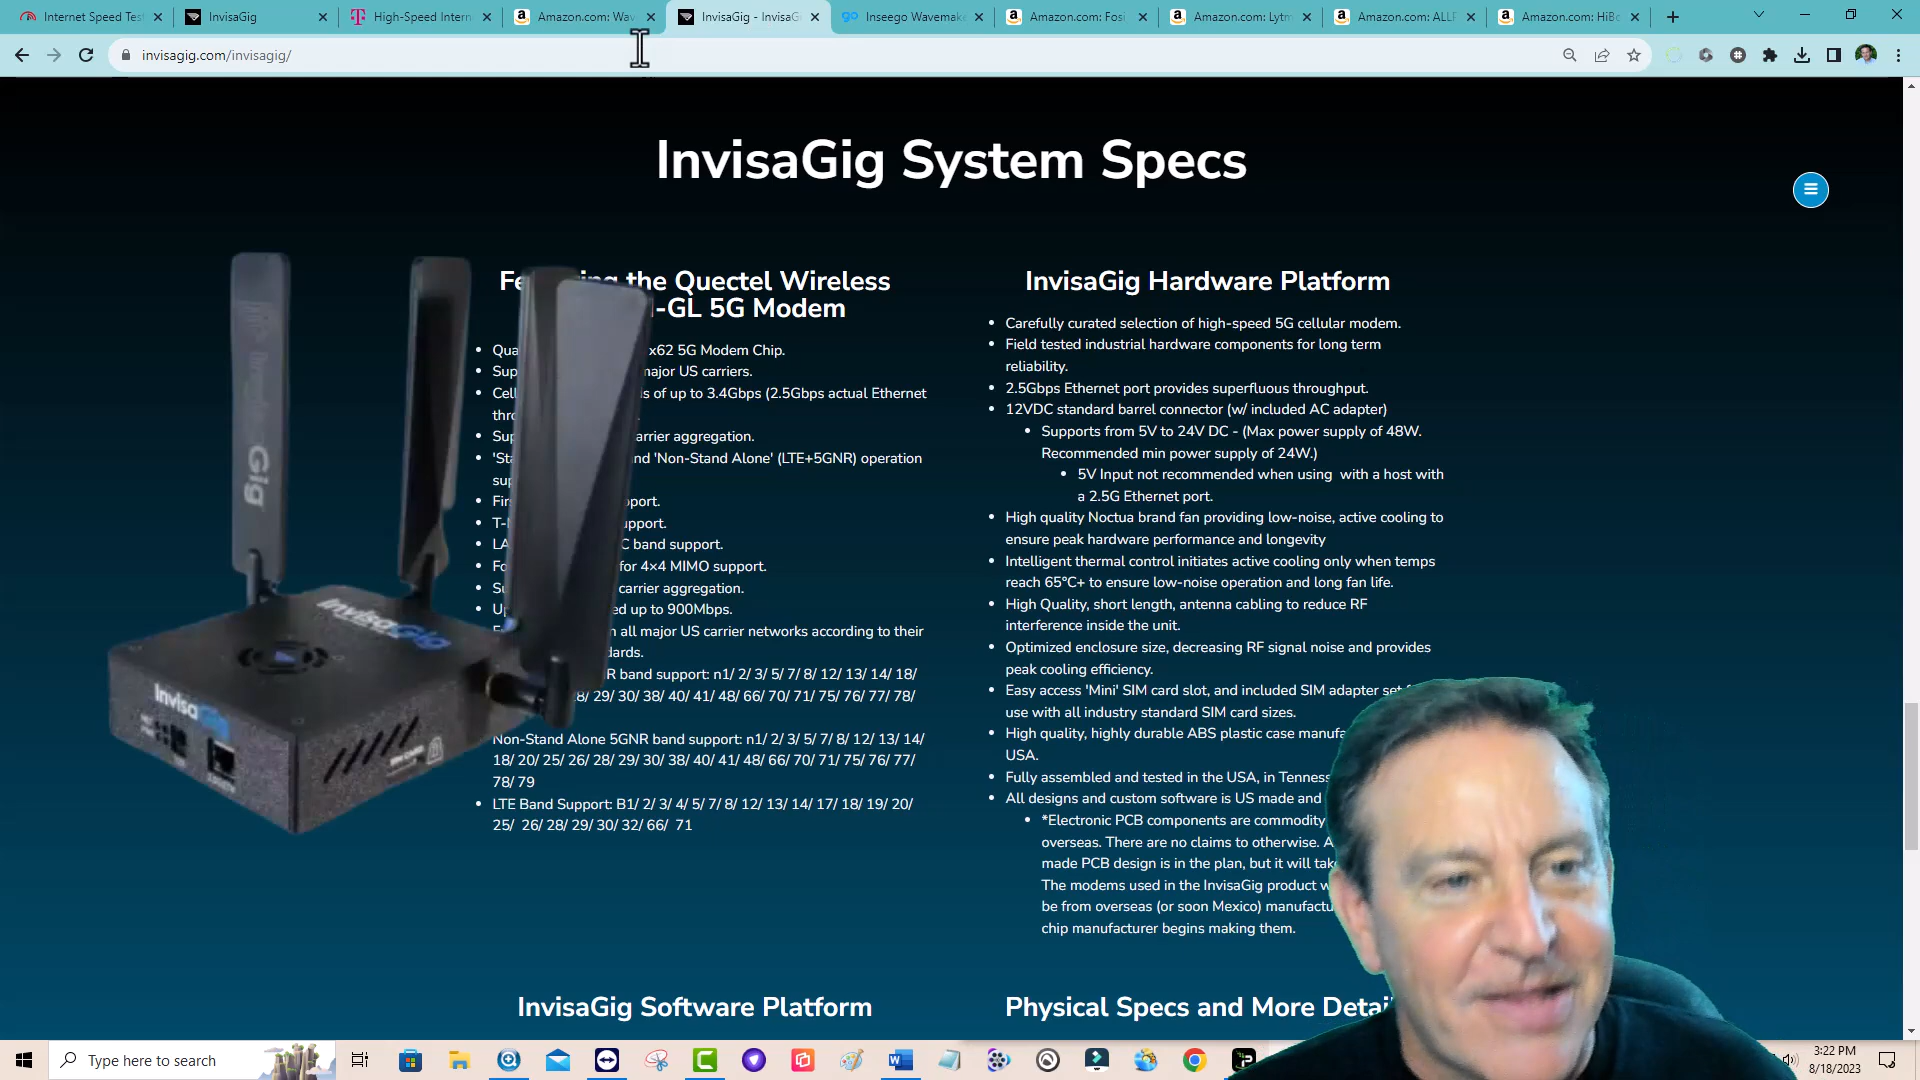 Internet Speed Tes
InvisaGig
High-Speed Intern
Amazon.com: Wav
InvisaGig - InvisaG
Inseego Wavemake
Amazon.com: Fosi
Amazon.com: Lytm
Amazon.com: ALLP
Amazon.com: HiBo
invisagig.com/invisagig/
InvisaGig System Specs
the Quectel Wireless
-GL 5G Modem
x62 5G Modem Chip.
major US carriers.
s of up to 3.4Gbps (2.5Gbps actual Ethernet
arrier aggregation.
nd 'Non-Stand Alone' (LTE+5GNR) operation
port.
upport.
C band support.
for 4×4 MIMO support.
carrier aggregation.
ed up to 900Mbps.
n all major US carrier networks according to their
dards.
R band support: n1/ 2/ 3/ 5/ 7/ 8/ 12/ 13/ 14/ 18/
8/ 29/ 30/ 38/ 40/ 41/ 48/ 66/ 70/ 71/ 75/ 76/ 77/ 78/
Non-Stand Alone 5GNR band support: n1/ 2/ 3/ 5/ 7/ 8/ 12/ 13/ 14/
18/ 20/ 25/ 26/ 28/ 29/ 30/ 38/ 40/ 41/ 48/ 66/ 70/ 71/ 75/ 76/ 77/
78/ 79
LTE Band Support: B1/ 2/ 3/ 4/ 5/ 7/ 8/ 12/ 13/ 14/ 17/ 18/ 19/ 20/
25/ 26/ 28/ 29/ 30/ 32/ 66/ 71
Gig
InvisaGig
InvisaGig
InvisaGig Hardware Platform
Carefully curated selection of high-speed 5G cellular modem.
Field tested industrial hardware components for long term
reliability.
2.5Gbps Ethernet port provides superfluous throughput.
12VDC standard barrel connector (w/ included AC adapter)
Supports from 5V to 24V DC - (Max power supply of 48W.
Recommended min power supply of 24W.)
5V Input not recommended when using with a host with
a 2.5G Ethernet port.
High quality Noctua brand fan providing low-noise, active cooling to
ensure peak hardware performance and longevity
Intelligent thermal control initiates active cooling only when temps
reach 65°C+ to ensure low-noise operation and long fan life.
High Quality, short length, antenna cabling to reduce RF
interference inside the unit.
Optimized enclosure size, decreasing RF signal noise and provides
peak cooling efficiency.
Easy access 'Mini' SIM card slot, and included SIM adapter set
use with all industry standard SIM card sizes.
High quality, highly durable ABS plastic case manufa
USA.
Fully assembled and tested in the USA, in Tennes
All designs and custom software is US made and
*Electronic PCB components are commodity
overseas. There are no claims to otherwise. A
made PCB design is in the plan, but it will take
The modems used in the InvisaGig product w
be from overseas (or soon Mexico) manufactu
chip manufacturer begins making them.
InvisaGig Software Platform
Physical Specs and More Detai
Type here to search
3:22 PM
8/18/2023